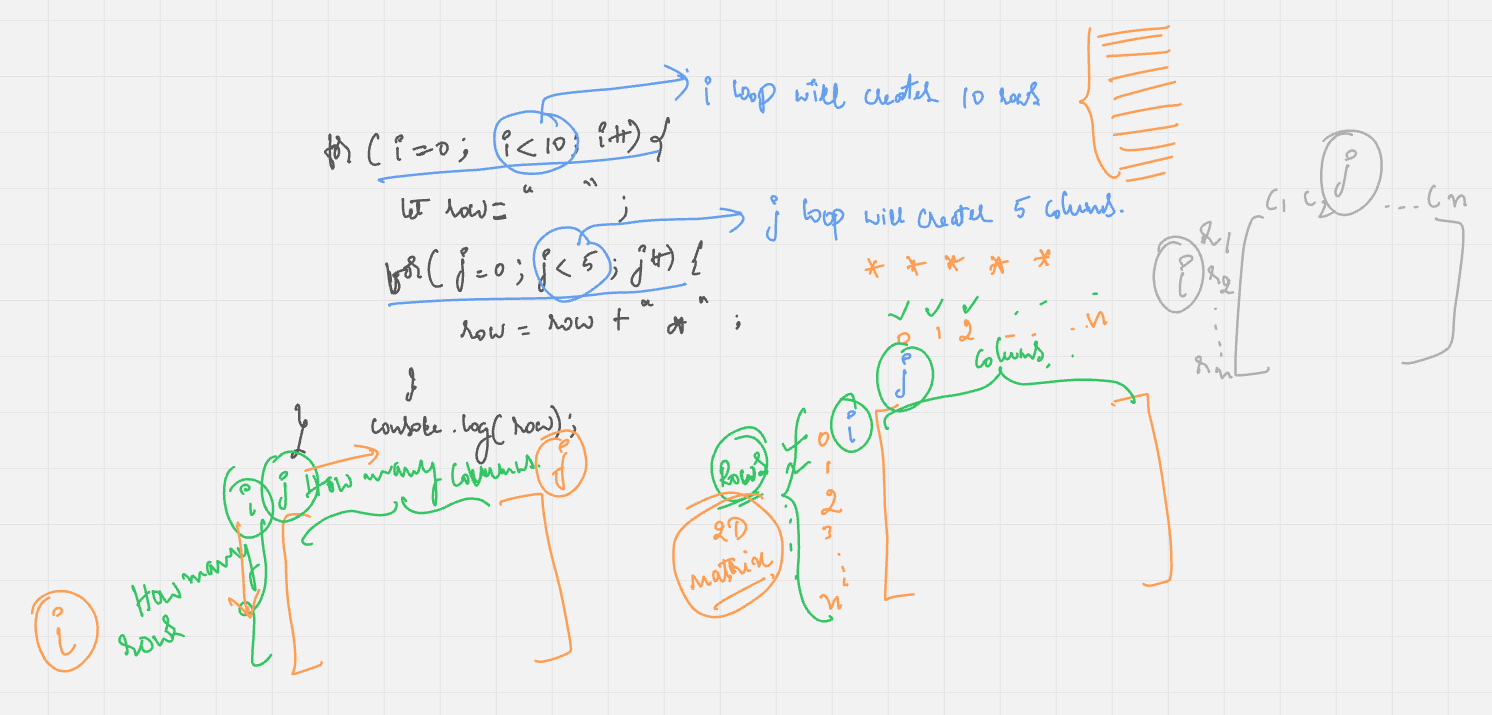 i loop will creates 10 rows
for ( i=0 ; i<10 ; i++) {
let row = " " ;
j loop will creates 5 columns.
for ( j=0 ; j<5 ; j++) {
* * * * *
row = row + " * " ;
}
console.log( row );
}
j
C1 C2 ....Cn
i
R1
R2
:
Rn
0 1 2 ... ..n
columns.
j
i
Rows
0
1
2
3
:
n
2D
matrix
i j How many columns. j
How many
rows
i